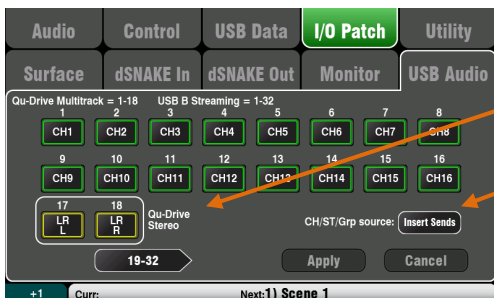 Audio Control USB Data I/O Patch Utility
Surface dSNAKE In dSNAKE Out Monitor USB Audio
Qu-Drive Multitrack = 1-18 USB B Streaming = 1-32
1 2 3 4 5 6 7 8
CH1 CH2 CH3 CH4 CH5 CH6 CH7 CH8
9 10 11 12 13 14 15 16
CH9 CH10 CH11 CH12 CH13 CH14 CH15 CH16
17 18
LR L LR R Qu-Drive Stereo CH/ST/Grp source: Insert Sends
19-32 Apply Cancel
+1 Curr: Next:1) Scene 1